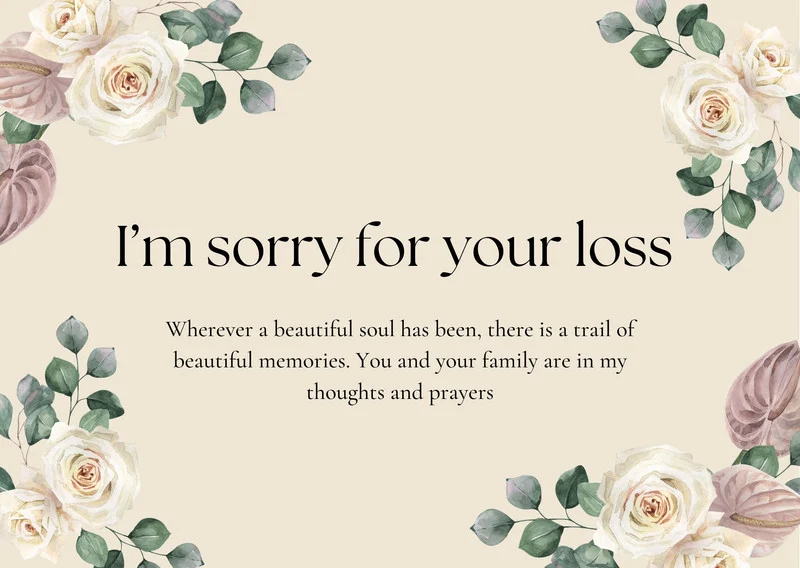 I’m sorry for your loss
Wherever a beautiful soul has been, there is a trail of
beautiful memories. You and your family are in my
thoughts and prayers